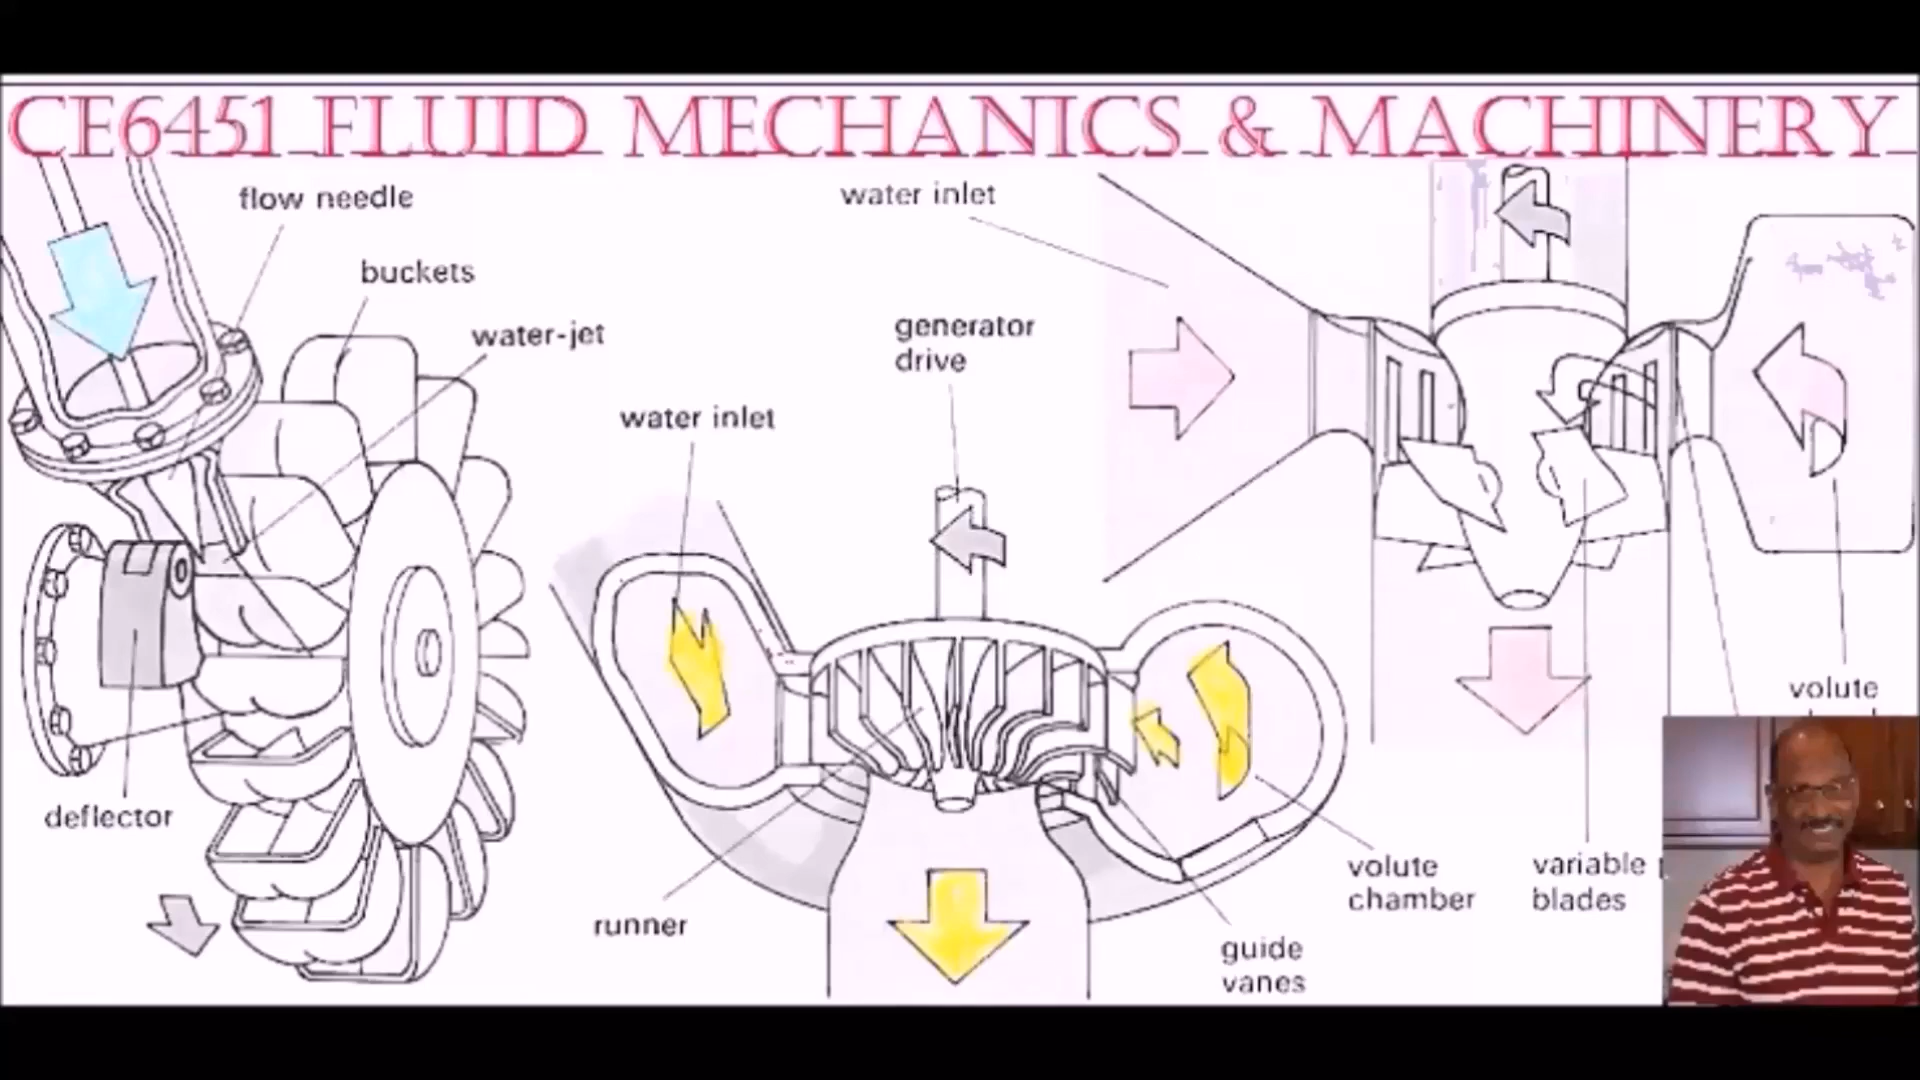 CE6451 FLUID MECHANICS & MACHINERY
flow needle
buckets
water-jet
deflector
water inlet
generator
drive
water inlet
runner
guide
vanes
volute
chamber
variable
blades
volute